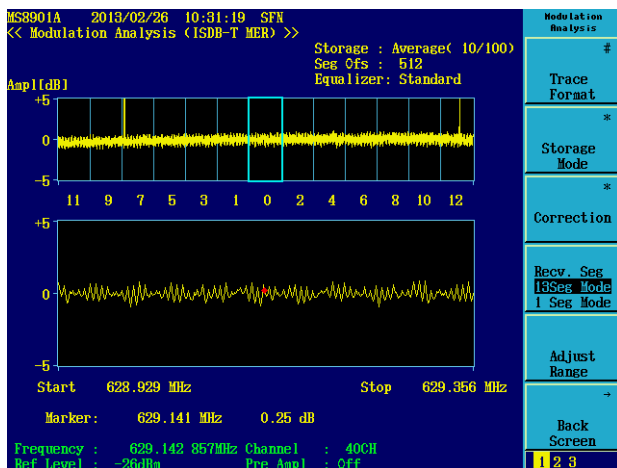 MS8901A 2013/02/26 10:31:19 SFN
<< Modulation Analysis (ISDB-T MER) >>
Storage : Average( 10/100)
Seg Ofs : 512
Equalizer: Standard
Ampl[dB]
+5
0
-5
11 9 7 5 3 1 0 2 4 6 8 10 12
+5
0
-5
Start 628.929 MHz Stop 629.356 MHz
Marker: 629.141 MHz 0.25 dB
Frequency : 629.142 857MHz Channel : 40CH
Ref Level : -26dBm Pre Ampl : Off
Modulation
Analysis
#
Trace
Format
*
Storage
Mode
*
Correction
Recv. Seg
13Seg Mode
1 Seg Mode
Adjust
Range
→
Back
Screen
1 2 3